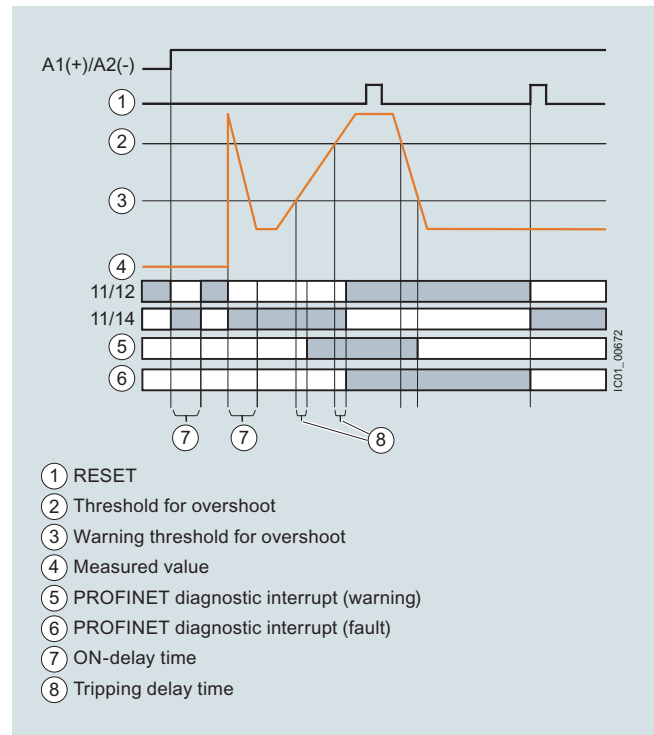 A1(+)/A2(-)
1
2
3
4
11/12
11/14
5
6
7 7 8
IC01_00672
1 RESET
2 Threshold for overshoot
3 Warning threshold for overshoot
4 Measured value
5 PROFINET diagnostic interrupt (warning)
6 PROFINET diagnostic interrupt (fault)
7 ON-delay time
8 Tripping delay time